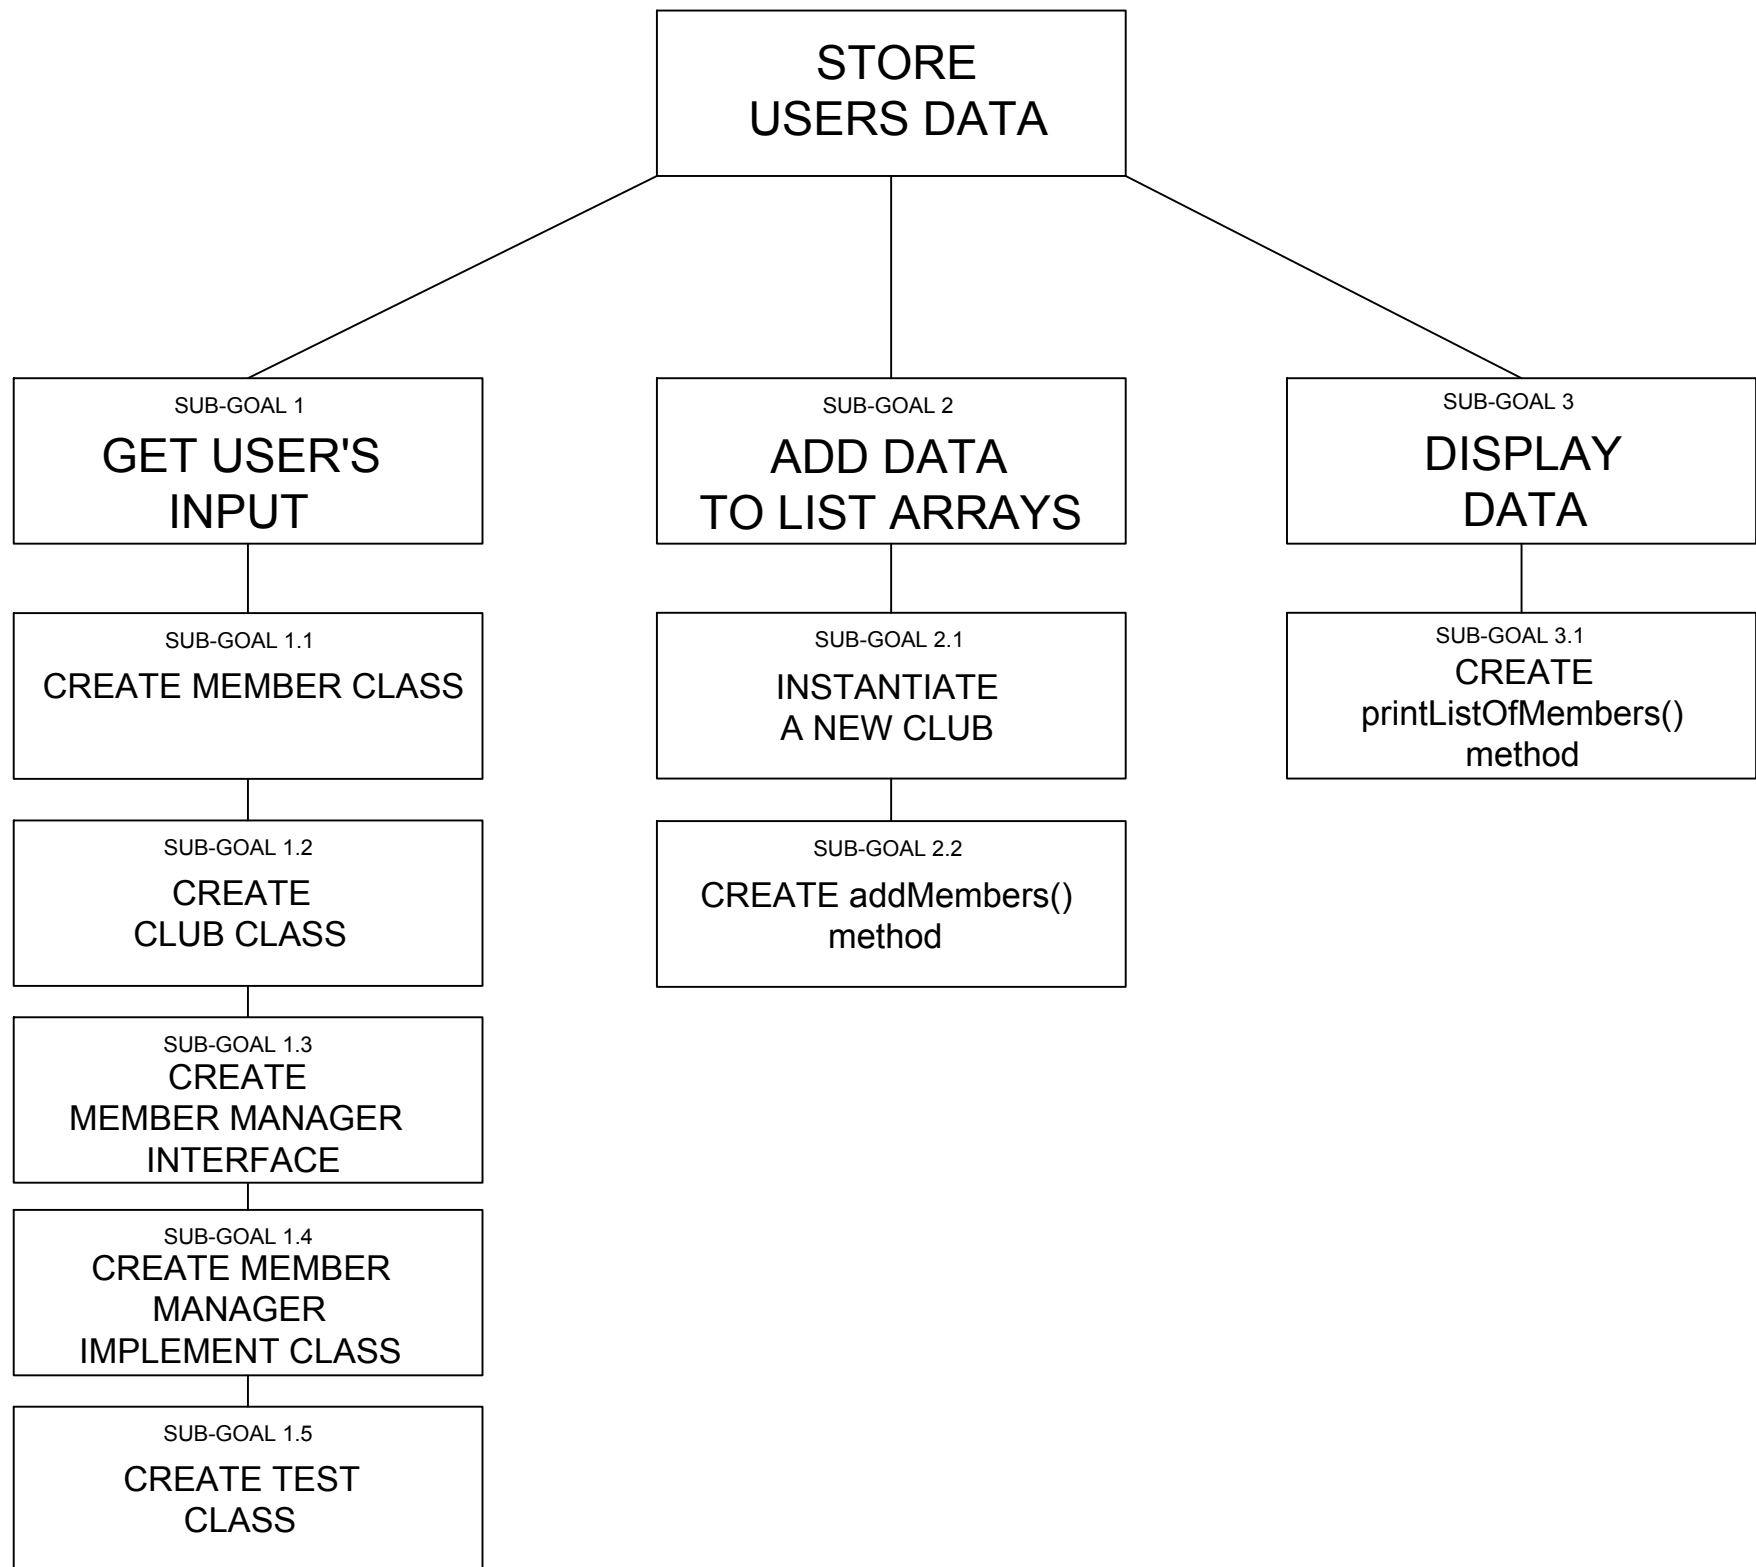 STORE
USERS DATA
SUB-GOAL 1
GET USER'S
INPUT
SUB-GOAL 2
ADD DATA
TO LIST ARRAYS
SUB-GOAL 3
DISPLAY
DATA
SUB-GOAL 1.1
CREATE MEMBER CLASS
SUB-GOAL 2.1
INSTANTIATE
A NEW CLUB
SUB-GOAL 3.1
CREATE
printListOfMembers()
method
SUB-GOAL 1.2
CREATE
CLUB CLASS
SUB-GOAL 2.2
CREATE addMembers()
method
SUB-GOAL 1.3
CREATE
MEMBER MANAGER
INTERFACE
SUB-GOAL 1.4
CREATE MEMBER
MANAGER
IMPLEMENT CLASS
SUB-GOAL 1.5
CREATE TEST
CLASS